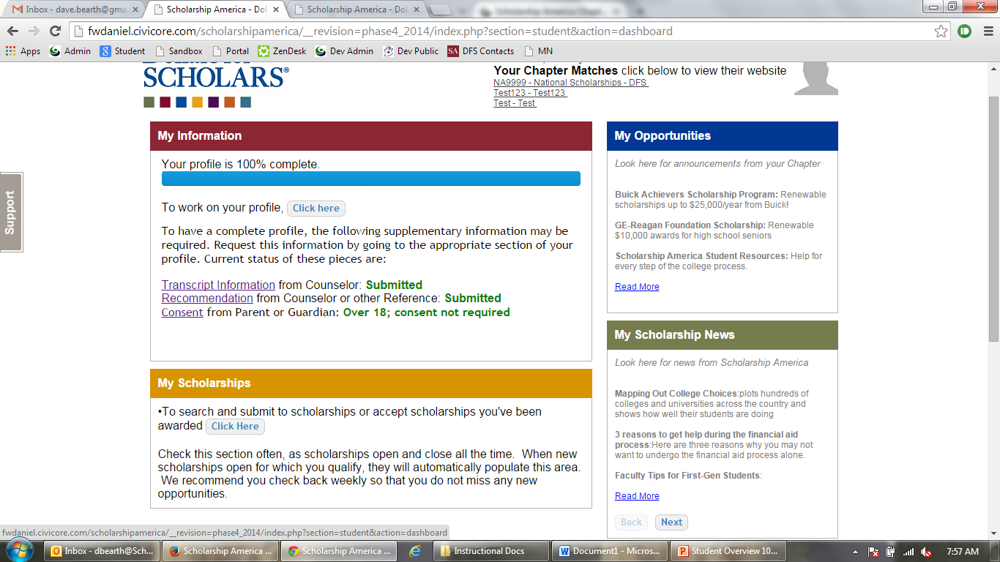 Inbox - dave.bearth@gma
Scholarship America - Dol
Scholarship America - Dol
fwdaniel.civicore.com/scholarshipamerica/__revision=phase4_2014/index.php?section=student&action=dashboard
Apps Admin Student Sandbox Portal ZenDesk Dev Admin Dev Public SA DFS Contacts MN
SCHOLARS®
Your Chapter Matches click below to view their website
NA9999 - National Scholarships - DFS
Test123 - Test123
Test - Test
Support
My Information
Your profile is 100% complete.
To work on your profile, Click here
To have a complete profile, the following supplementary information may be
required. Request this information by going to the appropriate section of your
profile. Current status of these pieces are:
Transcript Information from Counselor: Submitted
Recommendation from Counselor or other Reference: Submitted
Consent from Parent or Guardian: Over 18; consent not required
My Scholarships
•To search and submit to scholarships or accept scholarships you've been
awarded Click Here
Check this section often, as scholarships open and close all the time. When new
scholarships open for which you qualify, they will automatically populate this area.
We recommend you check back weekly so that you do not miss any new
opportunities.
My Opportunities
Look here for announcements from your Chapter
Buick Achievers Scholarship Program: Renewable
scholarships up to $25,000/year from Buick!
GE-Reagan Foundation Scholarship: Renewable
$10,000 awards for high school seniors
Scholarship America Student Resources: Help for
every step of the college process.
Read More
My Scholarship News
Look here for news from Scholarship America
Mapping Out College Choices:plots hundreds of
colleges and universities across the country and
shows how well their students are doing
3 reasons to get help during the financial aid
process:Here are three reasons why you may not
want to undergo the financial aid process alone.
Faculty Tips for First-Gen Students:
Read More
Back Next
fwdaniel.civicore.com/scholarshipamerica/__revision=phase4_2014/index.php?section=student&action=dashboard
Inbox - dbearth@Sch...
Scholarship America ...
Scholarship America ...
Instructional Docs
Document1 - Micros...
Student Overview 10...
7:57 AM